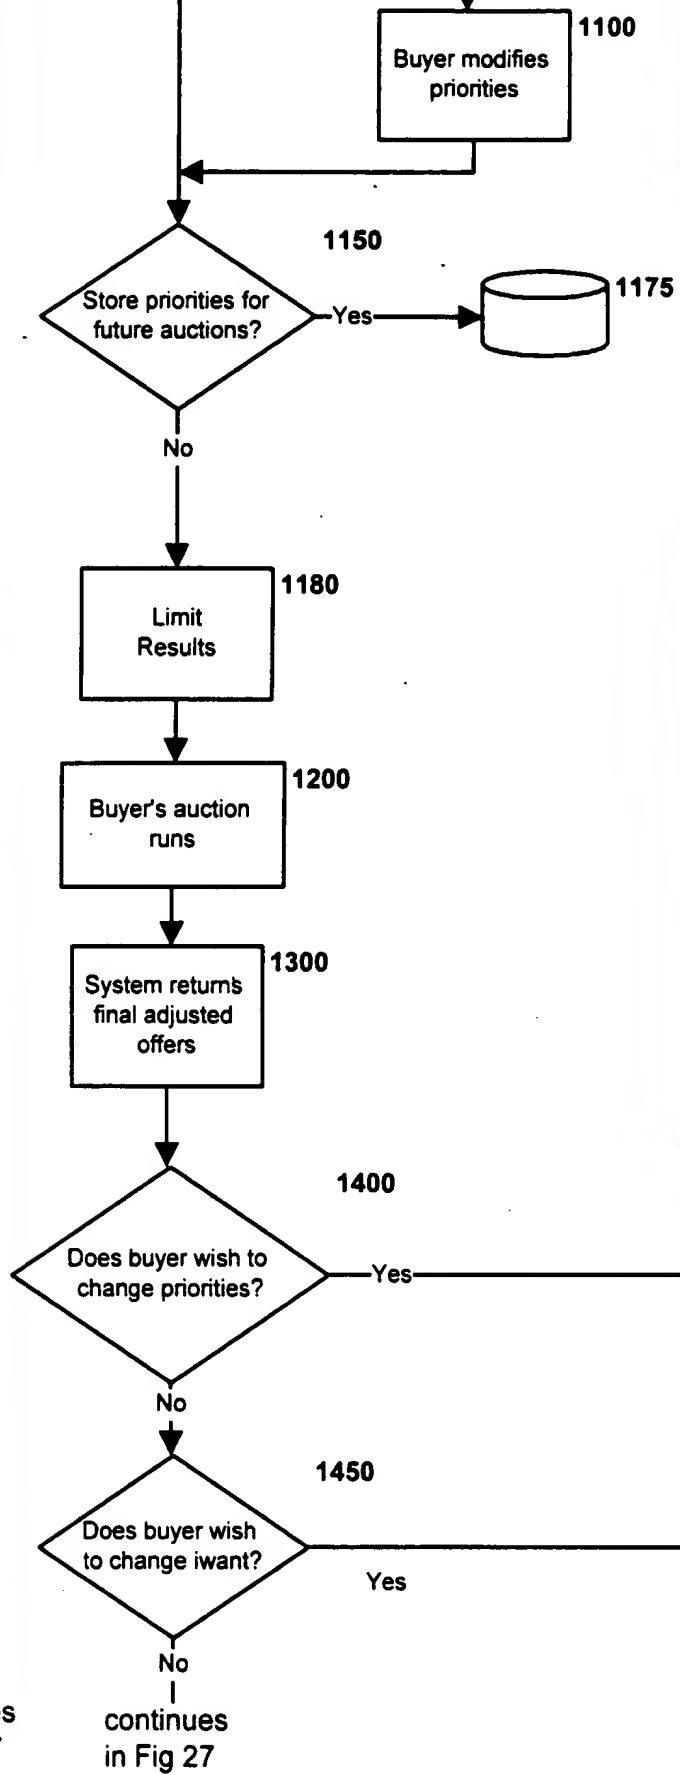 1100
Buyer modifies
priorities
1150
Store priorities for
future auctions?
Yes
1175
No
1180
Limit
Results
1200
Buyer's auction
runs
1300
System returns
final adjusted
offers
1400
Does buyer wish to
change priorities?
Yes
No
1450
Does buyer wish
to change iwant?
Yes
No
continues
in Fig 27